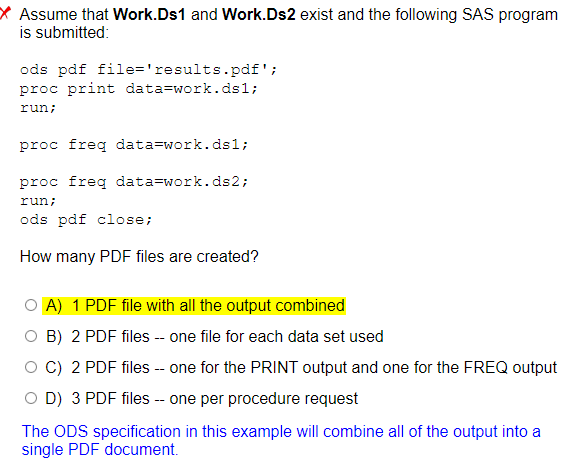 Assume that Work.Ds1 and Work.Ds2 exist and the following SAS program
is submitted:
ods pdf file='results.pdf';
proc print data=work.ds1;
run;
proc freq data=work.ds1;
proc freq data=work.ds2;
run;
ods pdf close;
How many PDF files are created?
A) 1 PDF file with all the output combined
B) 2 PDF files -- one file for each data set used
C) 2 PDF files -- one for the PRINT output and one for the FREQ output
D) 3 PDF files -- one per procedure request
The ODS specification in this example will combine all of the output into a
single PDF document.